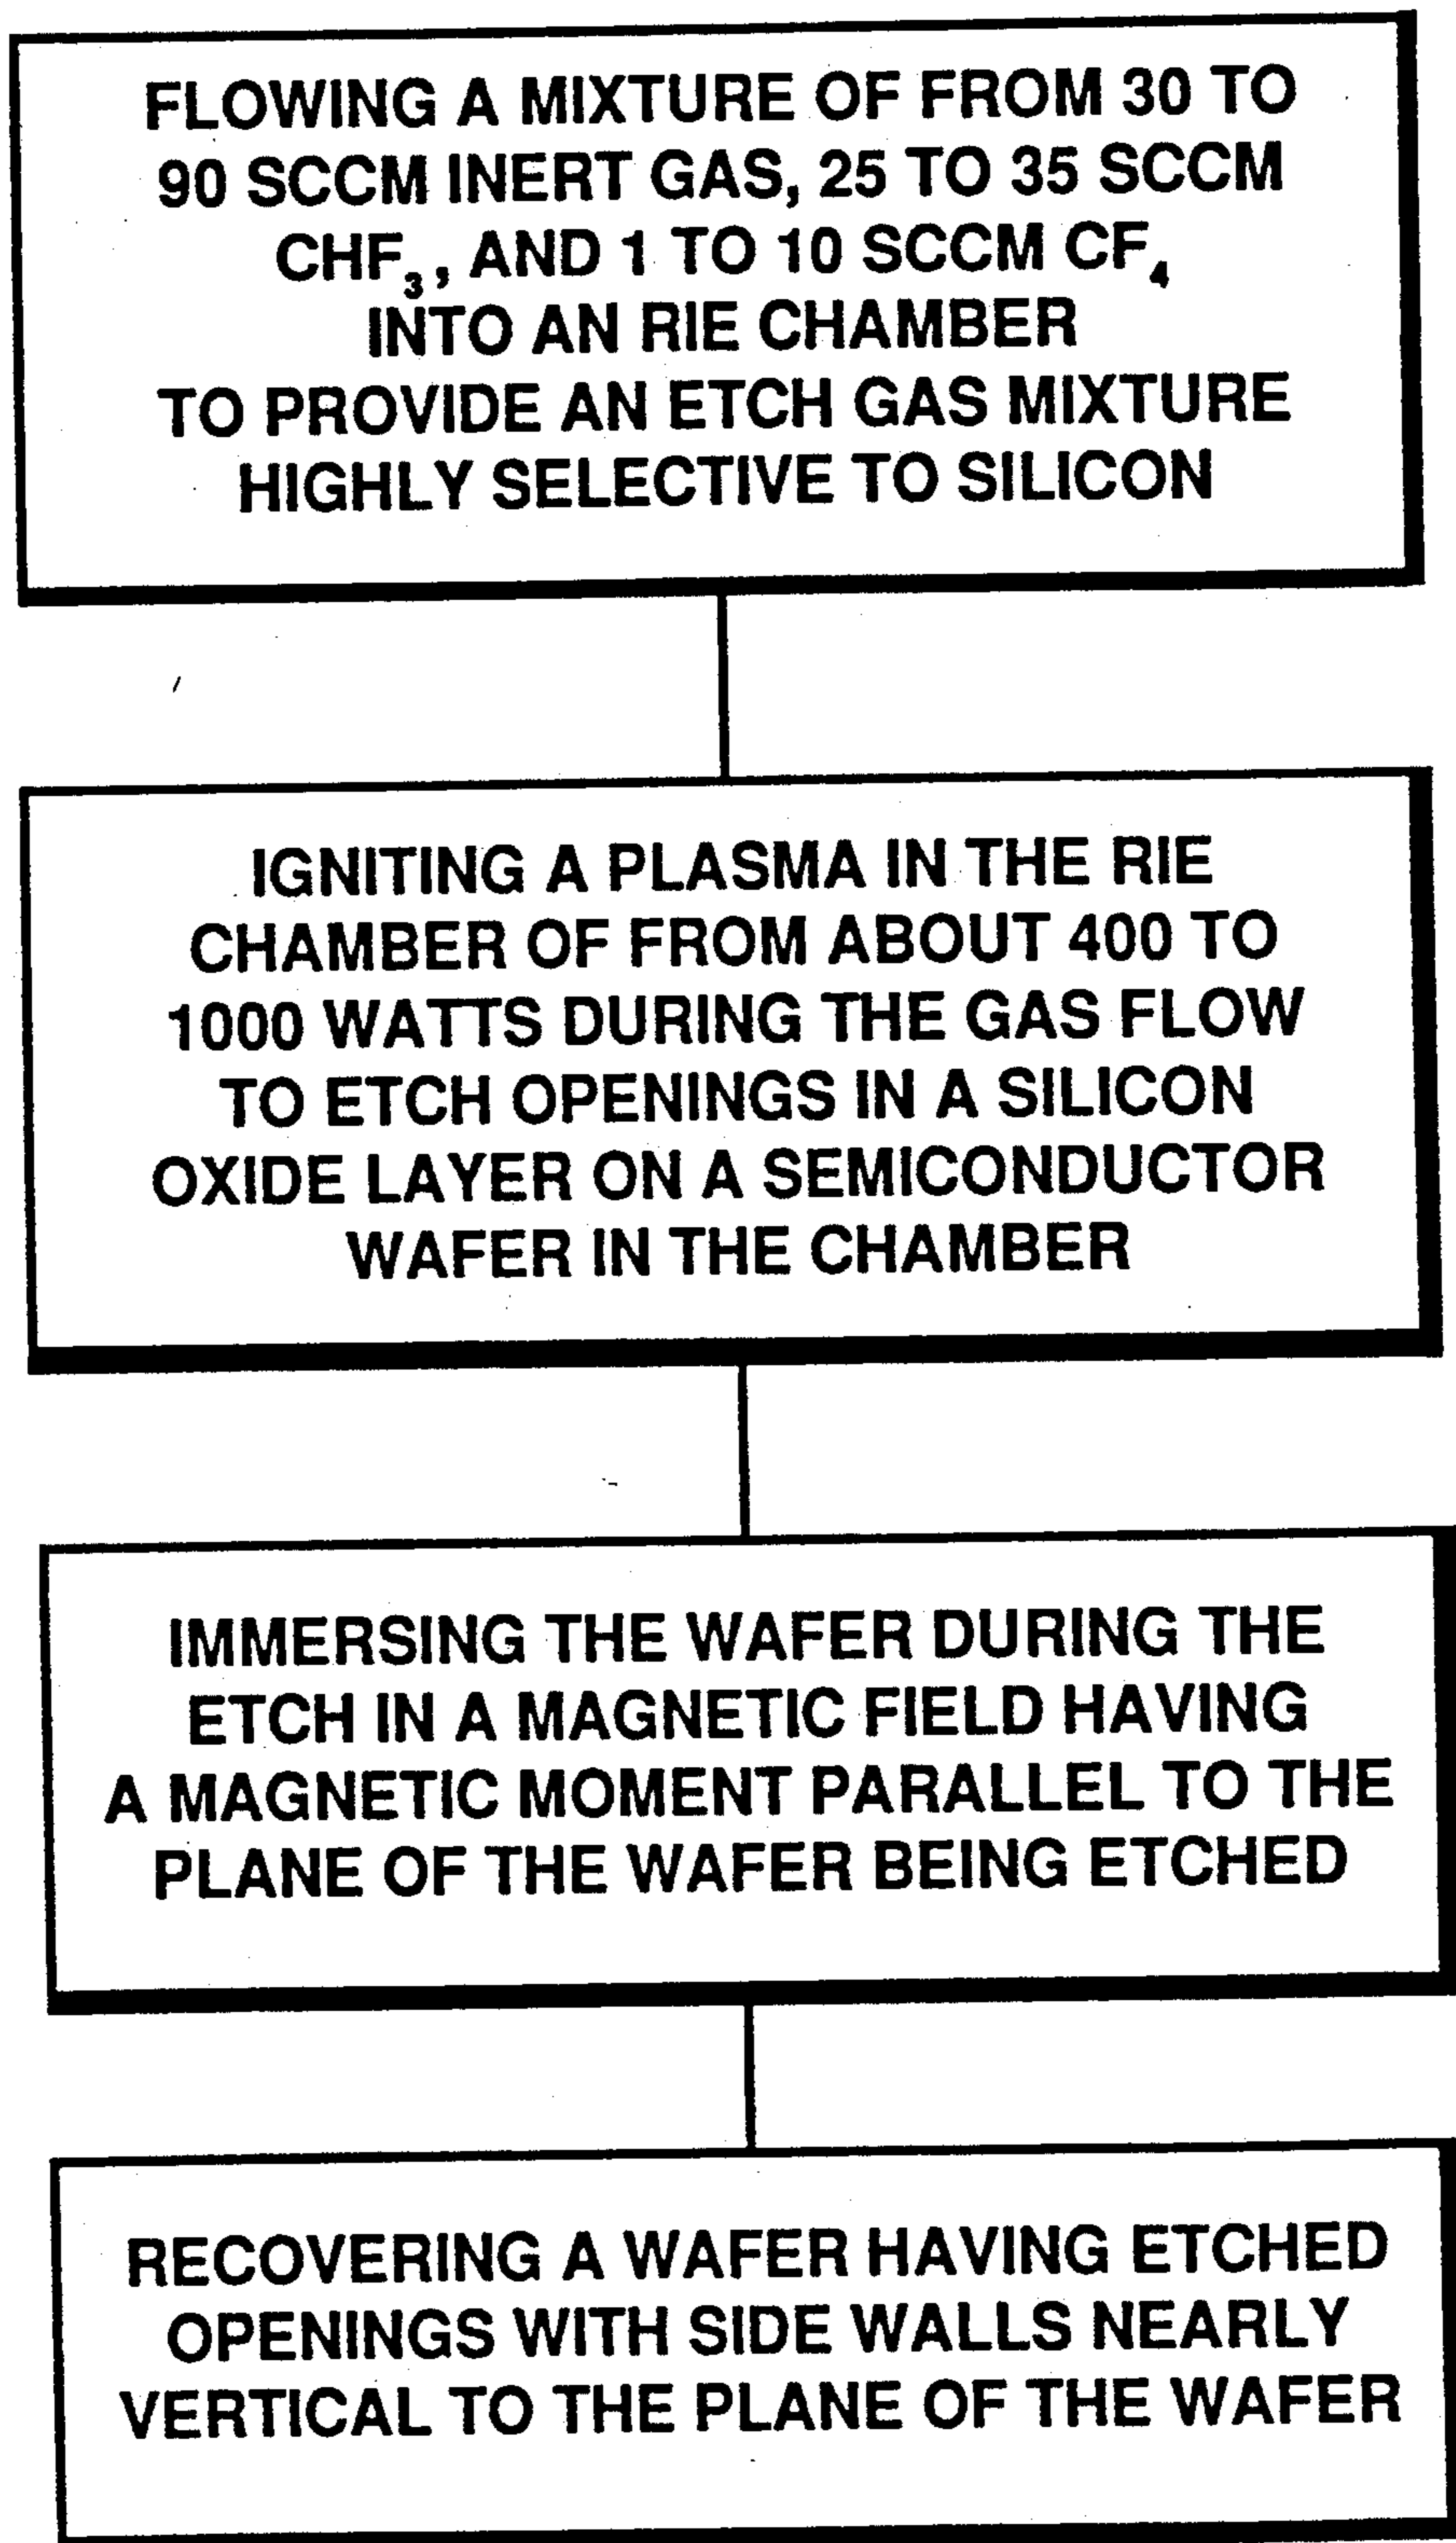 FLOWING A MIXTURE OF FROM 30 TO
90 SCCM INERT GAS, 25 TO 35 SCCM
CHF₃, AND 1 TO 10 SCCM CF₄
INTO AN RIE CHAMBER
TO PROVIDE AN ETCH GAS MIXTURE
HIGHLY SELECTIVE TO SILICON
IGNITING A PLASMA IN THE RIE
CHAMBER OF FROM ABOUT 400 TO
1000 WATTS DURING THE GAS FLOW
TO ETCH OPENINGS IN A SILICON
OXIDE LAYER ON A SEMICONDUCTOR
WAFER IN THE CHAMBER
IMMERSING THE WAFER DURING THE
ETCH IN A MAGNETIC FIELD HAVING
A MAGNETIC MOMENT PARALLEL TO THE
PLANE OF THE WAFER BEING ETCHED
RECOVERING A WAFER HAVING ETCHED
OPENINGS WITH SIDE WALLS NEARLY
VERTICAL TO THE PLANE OF THE WAFER